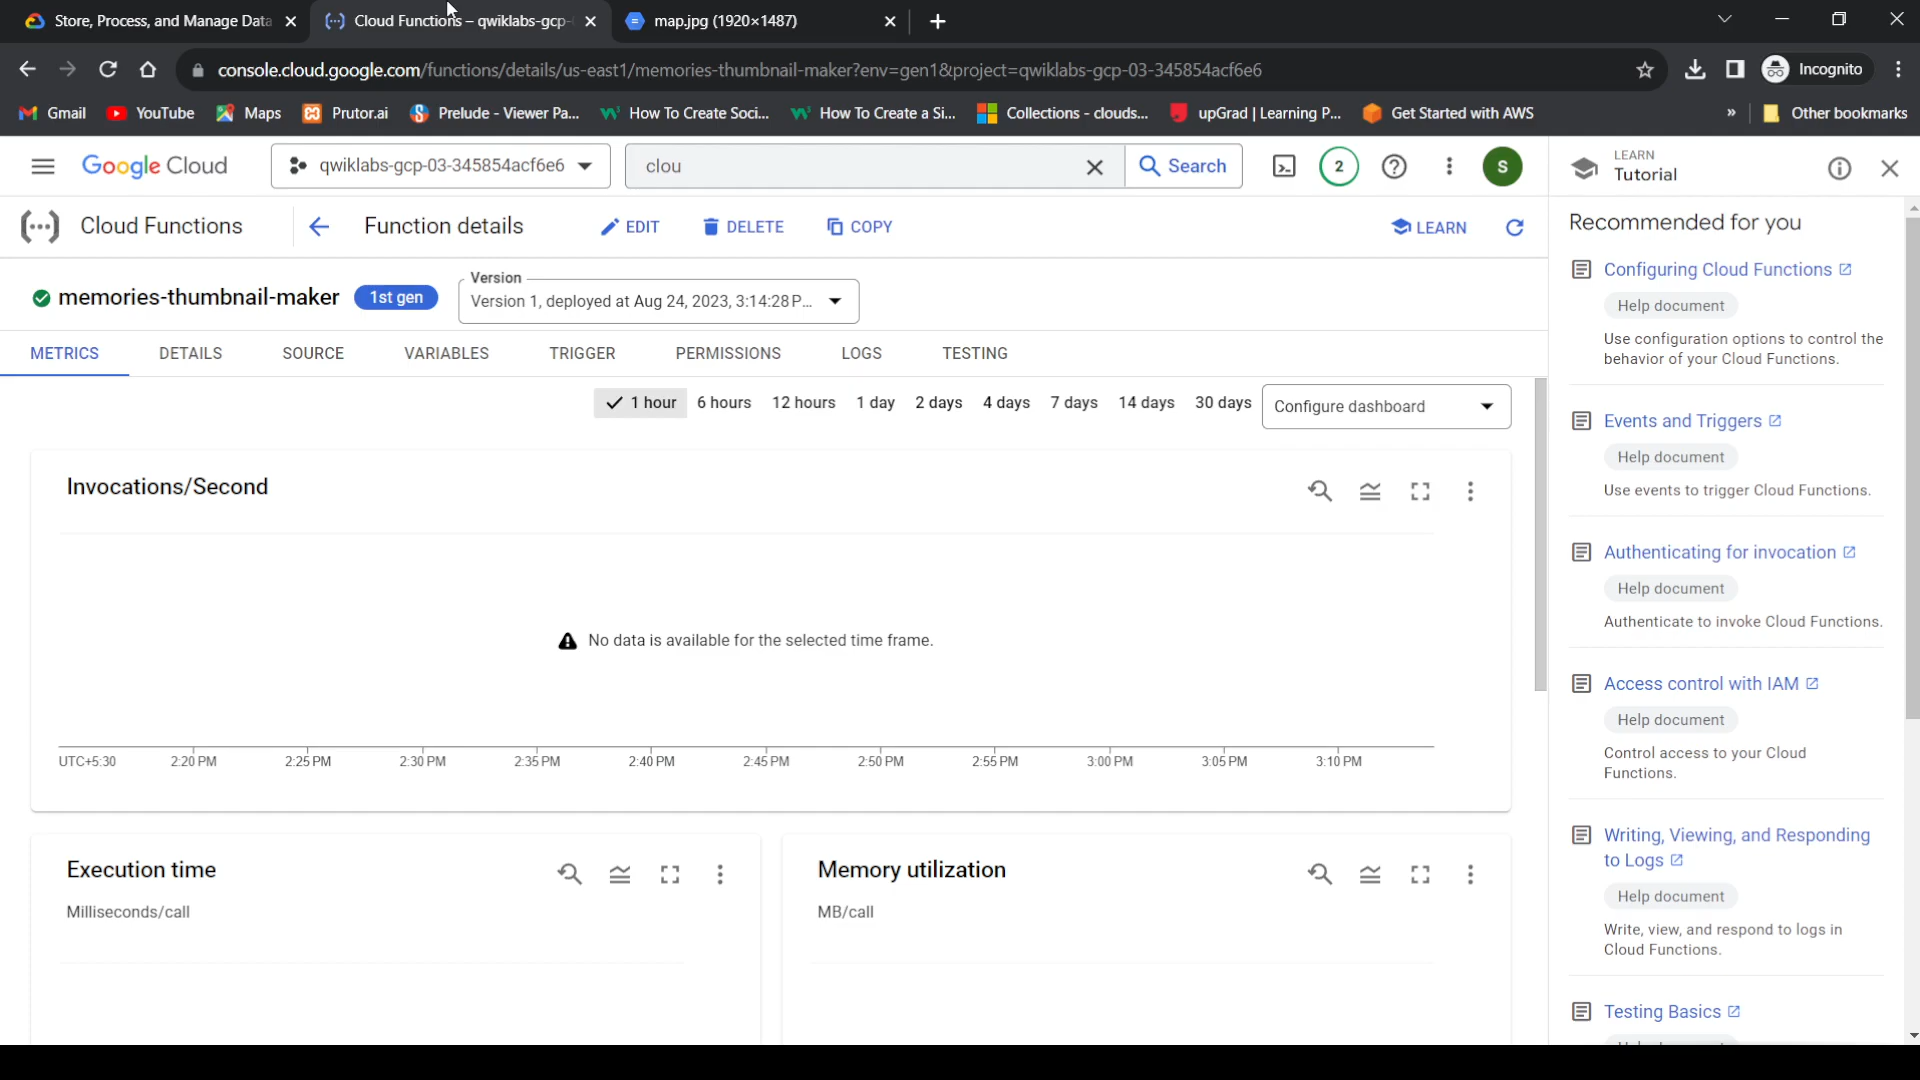 Store, Process, and Manage Data
Cloud Functions – qwiklabs-gcp-
map.jpg (1920×1487)
console.cloud.google.com/functions/details/us-east1/memories-thumbnail-maker?env=gen1&project=qwiklabs-gcp-03-345854acf6e6
Incognito
Gmail
YouTube
Maps
Prutor.ai
Prelude - Viewer Pa...
How To Create Soci...
How To Create a Si...
Collections - clouds...
upGrad | Learning P...
Get Started with AWS
»
Other bookmarks
Google Cloud
qwiklabs-gcp-03-345854acf6e6
clou
Search
2
S
LEARN
Tutorial
Cloud Functions
Function details
EDIT
DELETE
COPY
LEARN
memories-thumbnail-maker
1st gen
Version
Version 1, deployed at Aug 24, 2023, 3:14:28 P...
METRICS
DETAILS
SOURCE
VARIABLES
TRIGGER
PERMISSIONS
LOGS
TESTING
1 hour
6 hours
12 hours
1 day
2 days
4 days
7 days
14 days
30 days
Configure dashboard
Invocations/Second
No data is available for the selected time frame.
UTC+5:30
2:20 PM
2:25 PM
2:30 PM
2:35 PM
2:40 PM
2:45 PM
2:50 PM
2:55 PM
3:00 PM
3:05 PM
3:10 PM
Execution time
Milliseconds/call
Memory utilization
MB/call
Recommended for you
Configuring Cloud Functions
Help document
Use configuration options to control the
behavior of your Cloud Functions.
Events and Triggers
Help document
Use events to trigger Cloud Functions.
Authenticating for invocation
Help document
Authenticate to invoke Cloud Functions.
Access control with IAM
Help document
Control access to your Cloud
Functions.
Writing, Viewing, and Responding
to Logs
Help document
Write, view, and respond to logs in
Cloud Functions.
Testing Basics